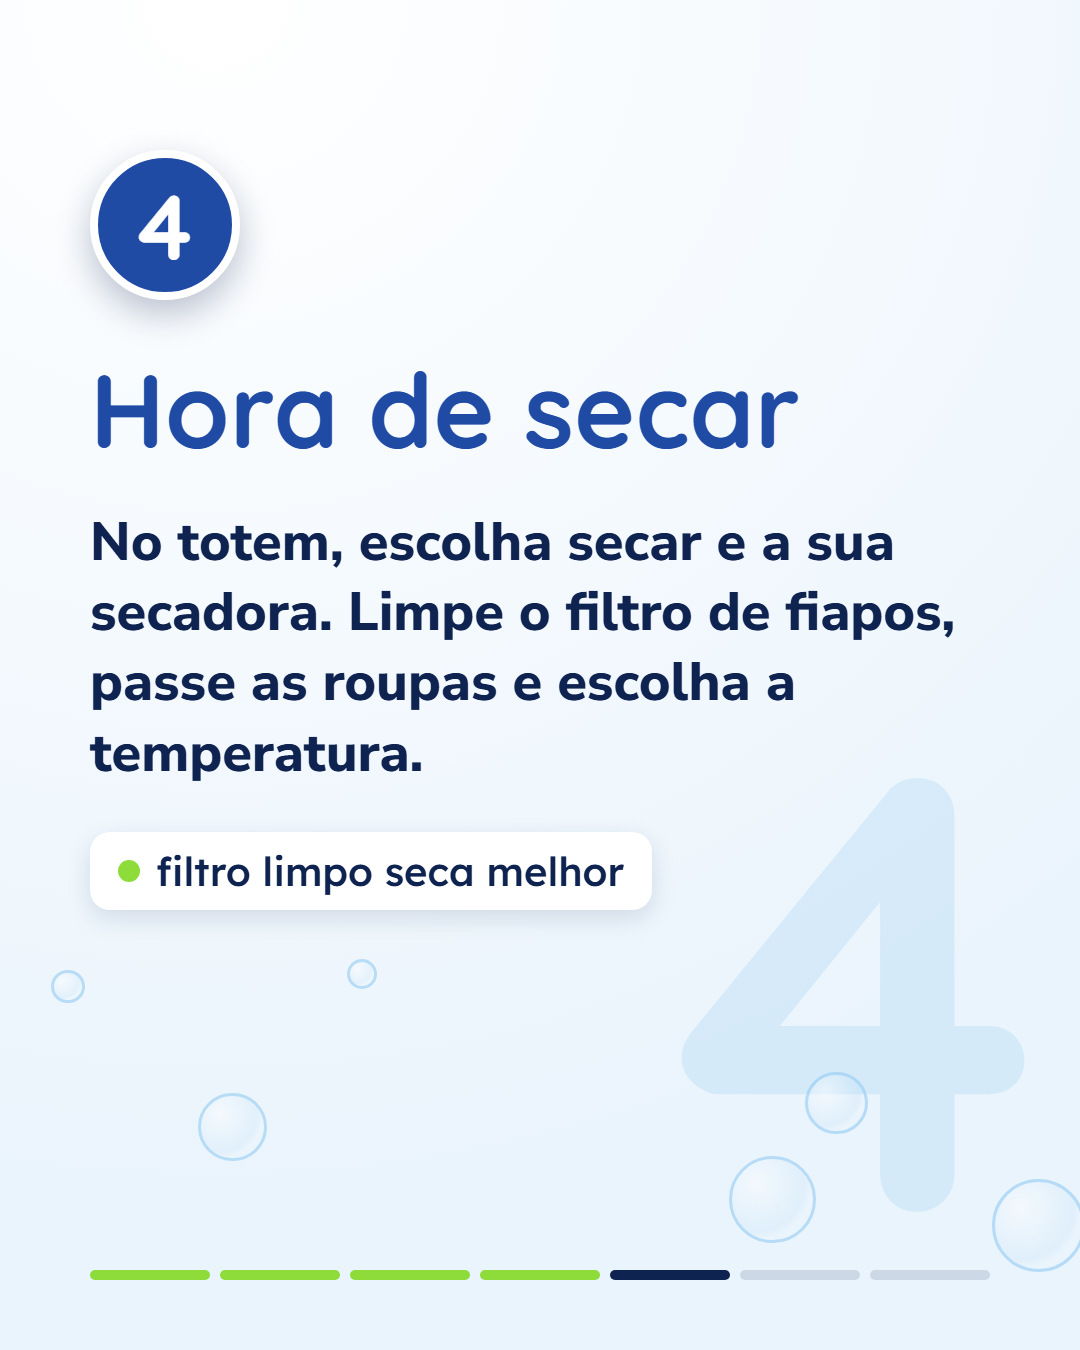 4
Hora de secar
No totem, escolha secar e a sua
secadora. Limpe o filtro de fiapos,
passe as roupas e escolha a
temperatura.
filtro limpo seca melhor
4